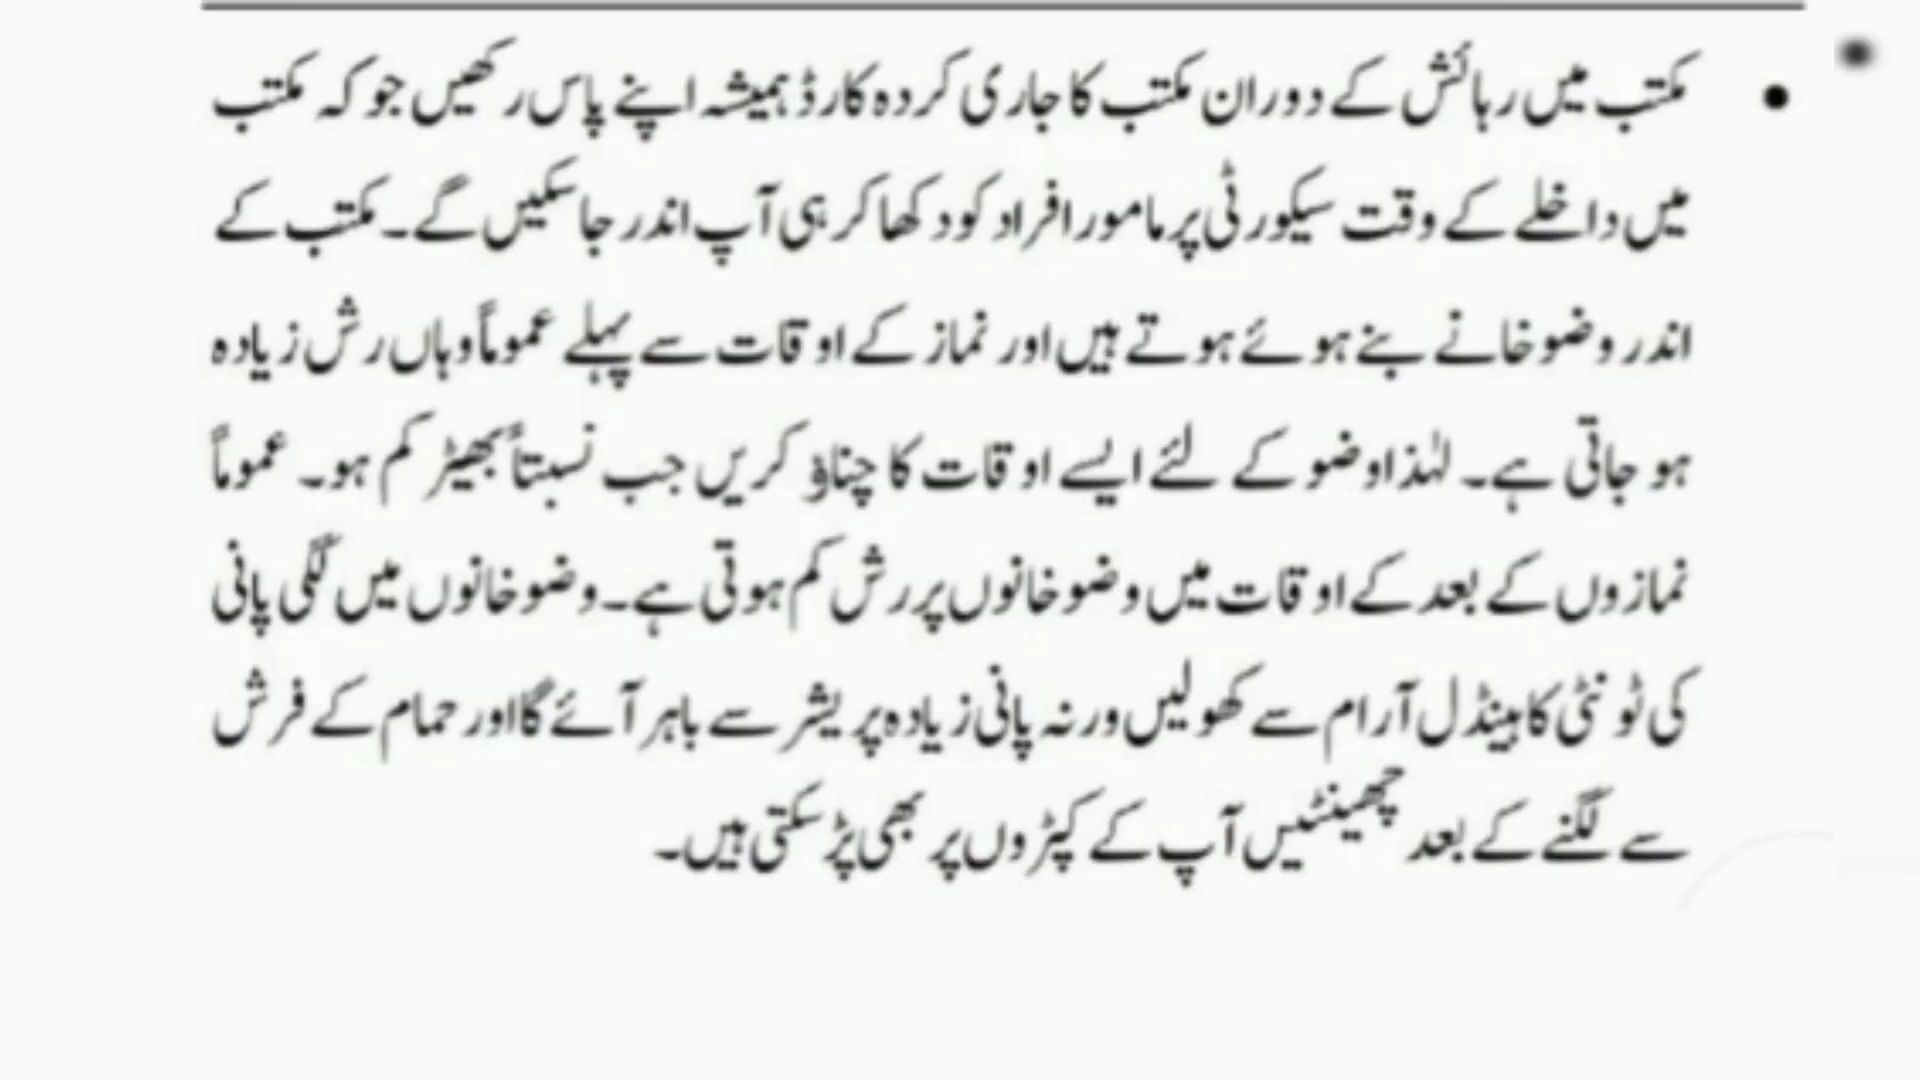 • مکتب میں رہائش کے دوران مکتب کا جاری کردہ کارڈ ہمیشہ اپنے پاس رکھیں جو کہ مکتب
میں داخلے کے وقت سیکورٹی پر مامور افراد کو دکھا کر ہی آپ اندر جا سکیں گے۔ مکتب کے
اندر وضو خانے بنے ہوئے ہوتے ہیں اور نماز کے اوقات سے پہلے عموماً وہاں رش زیادہ
ہو جاتی ہے۔ لہٰذا وضو کے لئے ایسے اوقات کا چناؤ کریں جب نسبتاً بھیڑ کم ہو۔ عموماً
نمازوں کے بعد کے اوقات میں وضو خانوں پر رش کم ہوتی ہے۔ وضو خانوں میں لگی پانی
کی ٹونٹی کا ہینڈل آرام سے کھولیں ورنہ پانی زیادہ پریشر سے باہر آئے گا اور حمام کے فرش
سے لگنے کے بعد چھینٹیں آپ کے کپڑوں پر بھی پڑ سکتی ہیں۔